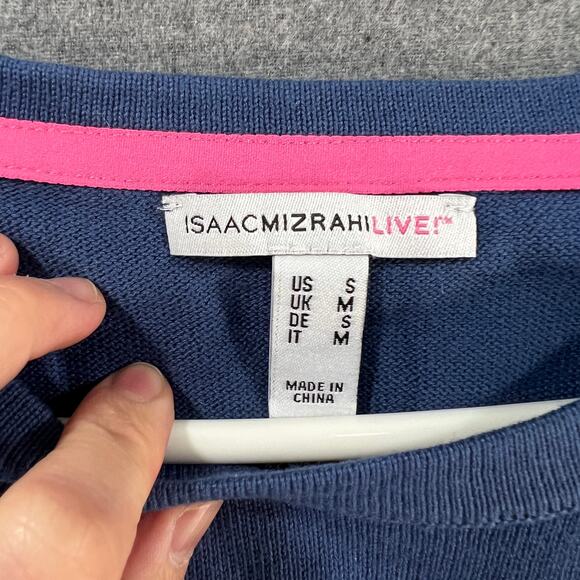 ISAACMIZRAHILIVE!™
US S
UK M
DE S
IT M
MADE IN
CHINA